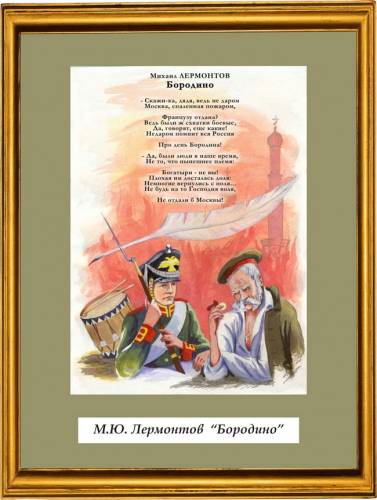 Михаил ЛЕРМОНТОВ
Бородино
- Скажи-ка, дядя, ведь не даром
Москва, спаленная пожаром,
Французу отдана?
Ведь были ж схватки боевые,
Да, говорят, еще какие!
Недаром помнит вся Россия
Про день Бородина!
- Да, были люди в наше время,
Не то, что нынешнее племя:
Богатыри - не вы!
Плохая им досталась доля:
Немногие вернулись с поля...
Не будь на то Господня воля,
Не отдали б Москвы!
М.Ю. Лермонтов "Бородино"